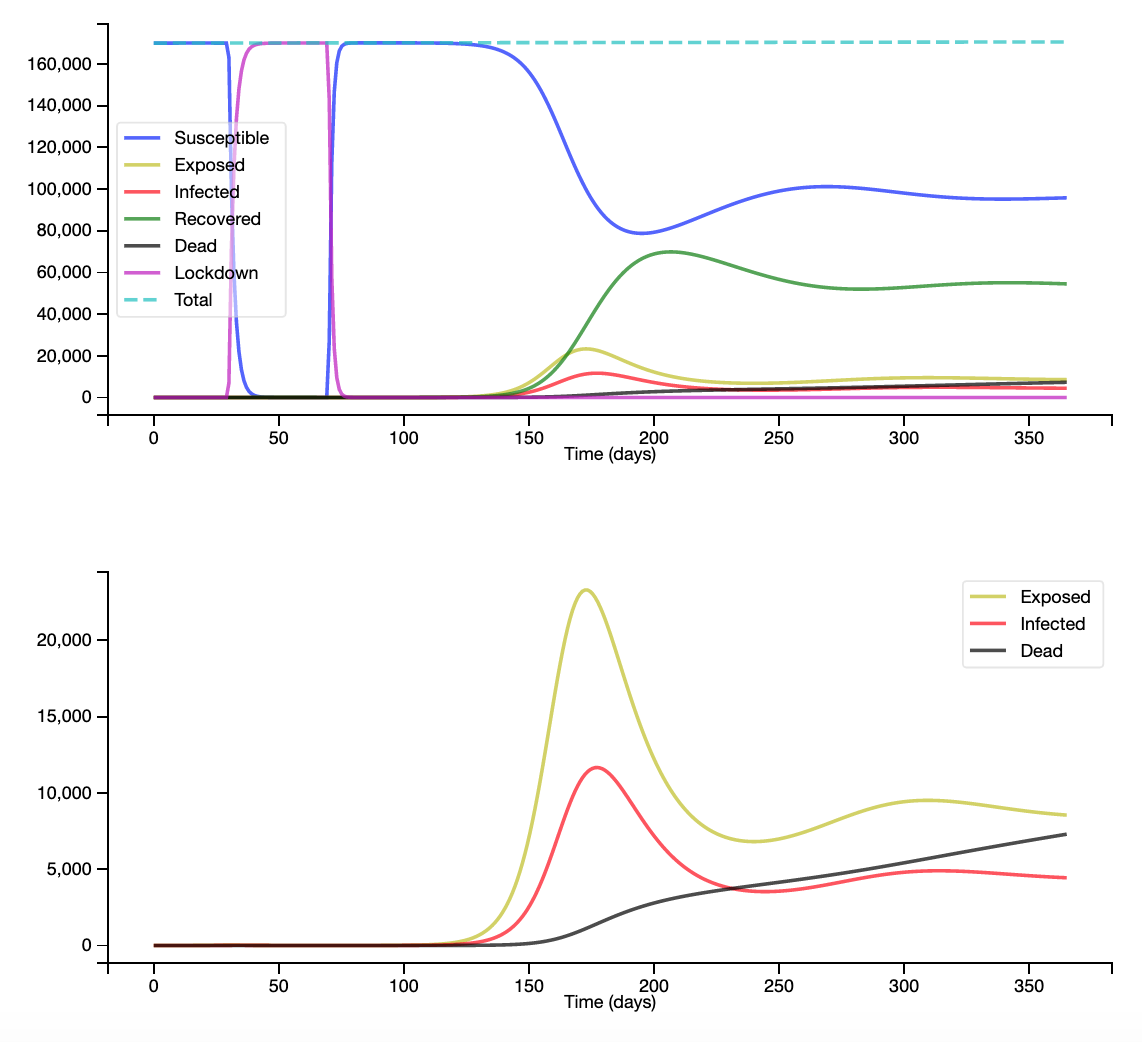 160,000
140,000
120,000
100,000
80,000
60,000
40,000
20,000
0
Susceptible
Exposed
Infected
Recovered
Dead
Lockdown
Total
0 50 100 150 200 250 300 350
Time (days)
20,000
15,000
10,000
5,000
0
Exposed
Infected
Dead
0 50 100 150 200 250 300 350
Time (days)